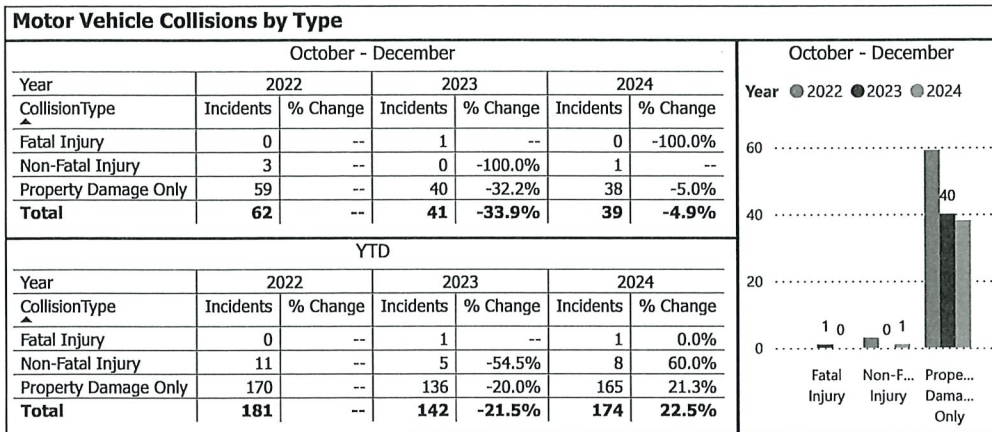 Motor Vehicle Collisions by Type
October - December
Year 2022 2023 2024
CollisionType Incidents % Change Incidents % Change Incidents % Change
Fatal Injury 0 -- 1 -- 0 -100.0%
Non-Fatal Injury 3 -- 0 -100.0% 1 --
Property Damage Only 59 -- 40 -32.2% 38 -5.0%
Total 62 -- 41 -33.9% 39 -4.9%
YTD
Year 2022 2023 2024
CollisionType Incidents % Change Incidents % Change Incidents % Change
Fatal Injury 0 -- 1 -- 1 0.0%
Non-Fatal Injury 11 -- 5 -54.5% 8 60.0%
Property Damage Only 170 -- 136 -20.0% 165 21.3%
Total 181 -- 142 -21.5% 174 22.5%
October - December
Year 2022 2023 2024
60
40
40
20
1 0 0 1
0
Fatal Non-F... Prope...
Injury Injury Dama...
Only